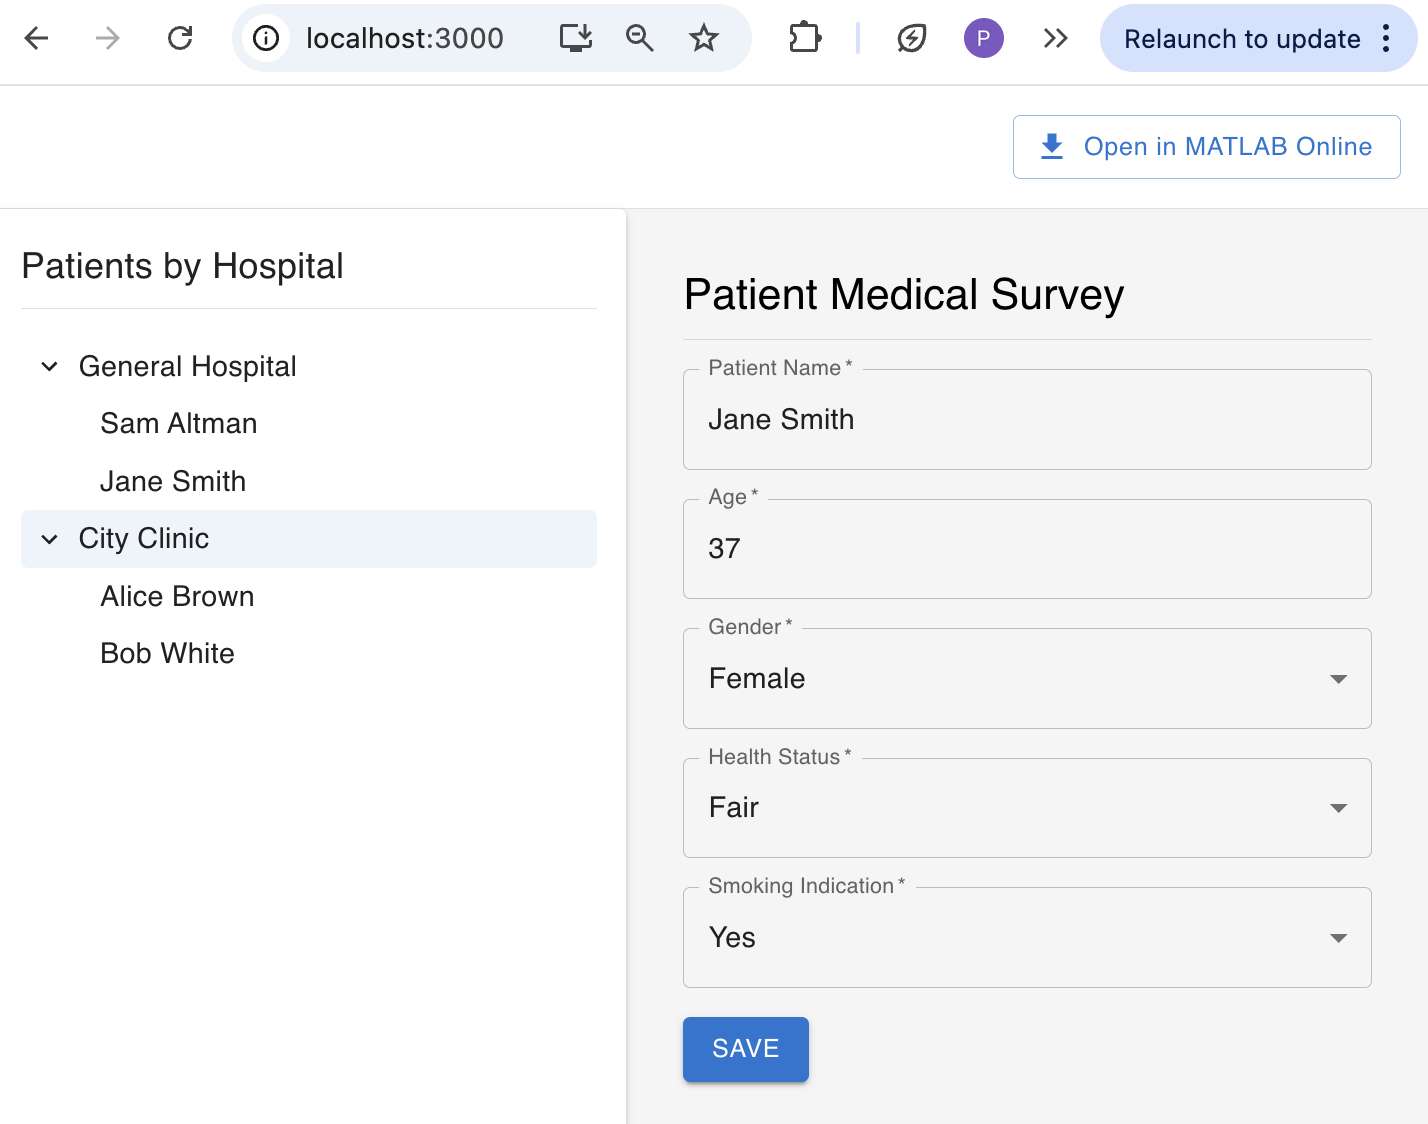 localhost:3000
P
Relaunch to update
Open in MATLAB Online
Patients by Hospital
General Hospital
Sam Altman
Jane Smith
City Clinic
Alice Brown
Bob White
Patient Medical Survey
Patient Name *
Jane Smith
Age *
37
Gender *
Female
Health Status *
Fair
Smoking Indication *
Yes
SAVE